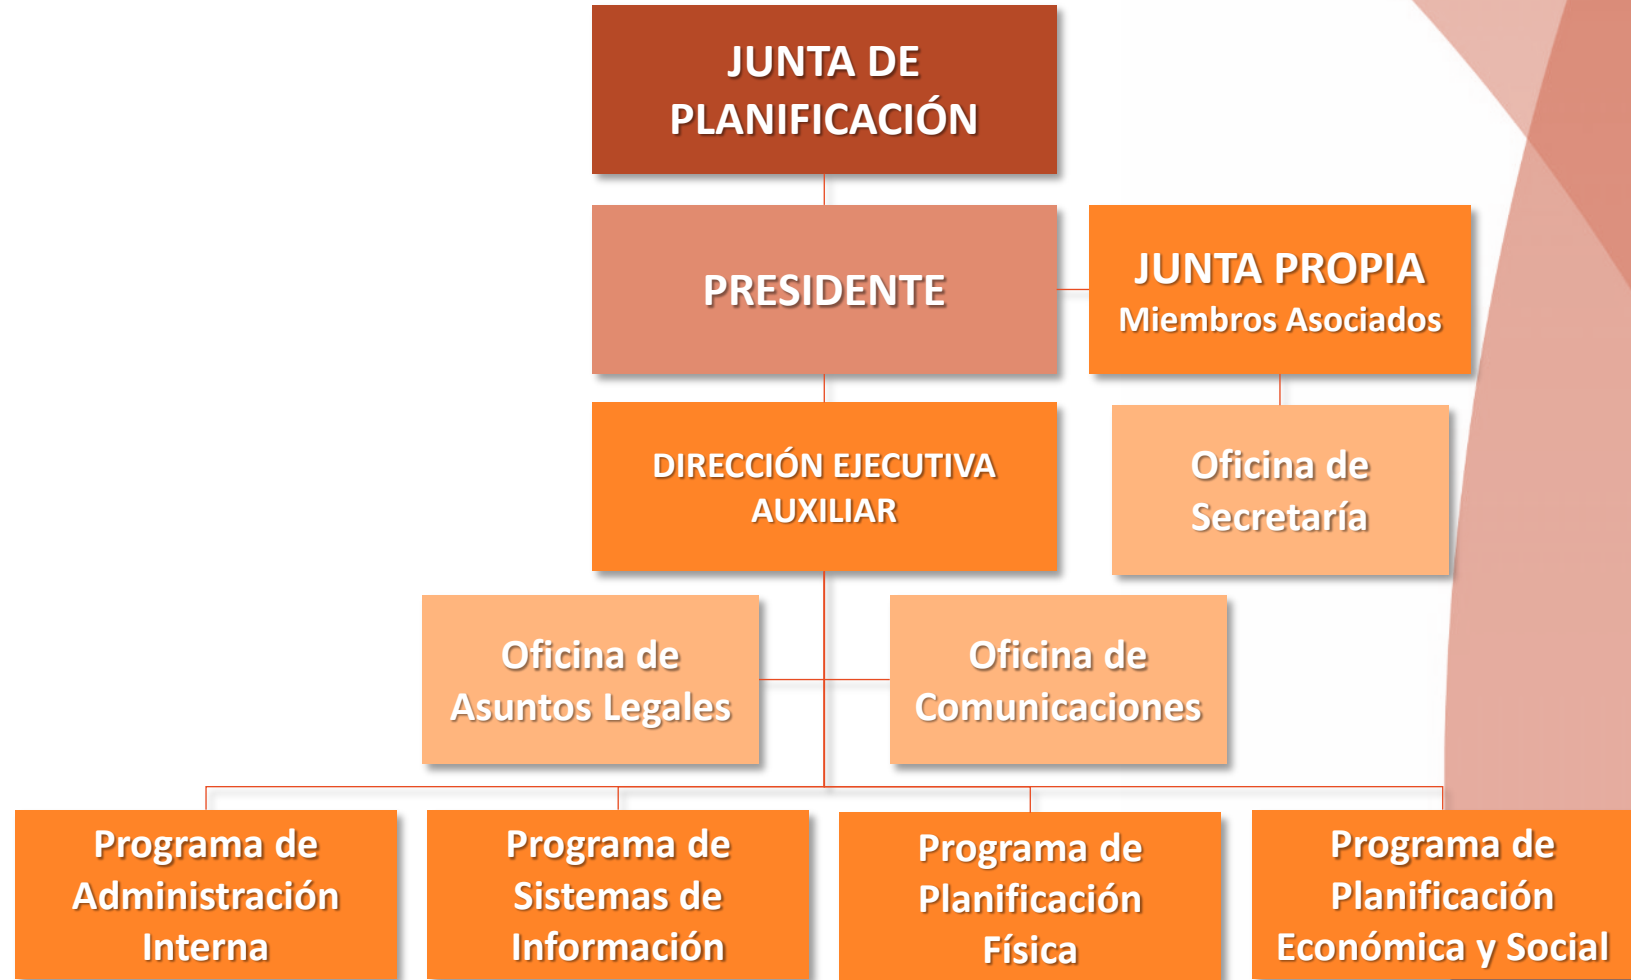 JUNTA DE
PLANIFICACIÓN
PRESIDENTE
JUNTA PROPIA
Miembros Asociados
DIRECCIÓN EJECUTIVA
AUXILIAR
Oficina de
Secretaría
Oficina de
Asuntos Legales
Oficina de
Comunicaciones
Programa de
Administración
Interna
Programa de
Sistemas de
Información
Programa de
Planificación
Física
Programa de
Planificación
Económica y Social